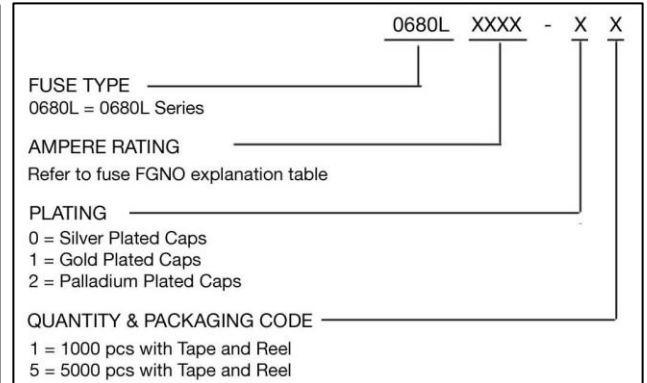 0680L XXXX - X X
FUSE TYPE
0680L = 0680L Series
AMPERE RATING
Refer to fuse FGNO explanation table
PLATING
0 = Silver Plated Caps
1 = Gold Plated Caps
2 = Palladium Plated Caps
QUANTITY & PACKAGING CODE
1 = 1000 pcs with Tape and Reel
5 = 5000 pcs with Tape and Reel